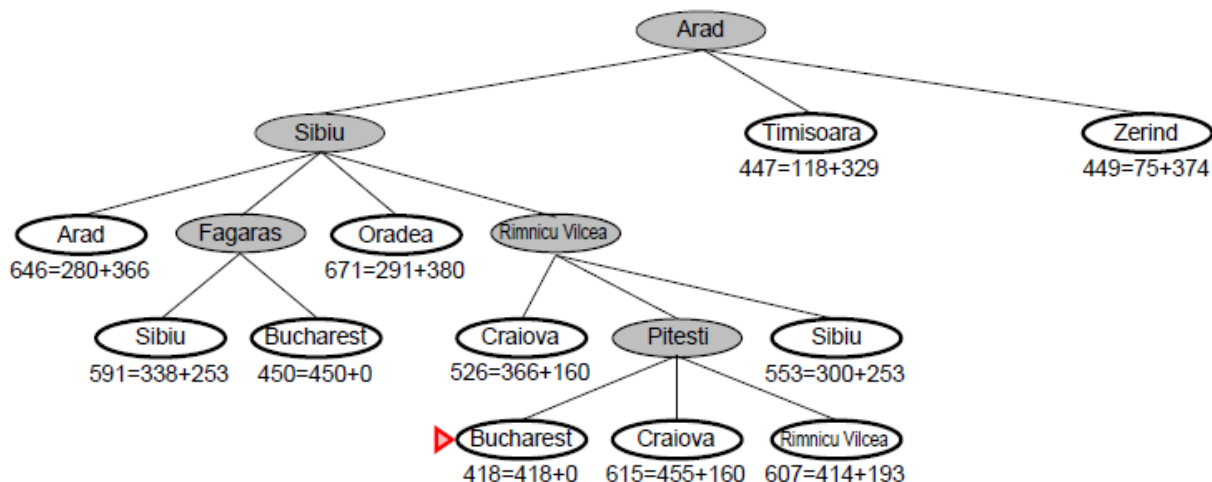 Arad
Sibiu
Timisoara
Zerind
447=118+329
449=75+374
Arad
Fagaras
Oradea
Rimnicu Vilcea
646=280+366
671=291+380
Sibiu
Bucharest
Craiova
Pitesti
Sibiu
591=338+253
450=450+0
526=366+160
553=300+253
Bucharest
Craiova
Rimnicu Vilcea
418=418+0
615=455+160
607=414+193